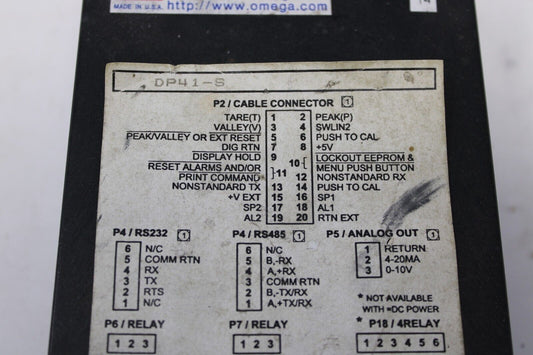 MADE IN U.S.A. http://www.omega.com
14
DP41-S
P2 / CABLE CONNECTOR 1
TARE(T) 1 2 PEAK(P)
VALLEY(V) 3 4 SWLIN2
PEAK/VALLEY OR EXT RESET 5 6 PUSH TO CAL
DIG RTN 7 8 +5V
DISPLAY HOLD 9 10 LOCKOUT EEPROM &
RESET ALARMS AND/OR 11 MENU PUSH BUTTON
PRINT COMMAND 12 NONSTANDARD RX
NONSTANDARD TX 13 14 PUSH TO CAL
+V EXT 15 16 SP1
SP2 17 18 AL1
AL2 19 20 RTN EXT
P4 / RS232 1
6 N/C
5 COMM RTN
4 RX
3 TX
2 RTS
1 N/C
P4 / RS485 1
6 N/C
5 B,-RX
4 A,+RX
3 COMM RTN
2 B,-TX/RX
1 A,+TX/RX
P5 / ANALOG OUT 1
1 RETURN
2 4-20MA
3 0-10V
* NOT AVAILABLE
WITH =DC POWER
P6 / RELAY
1 2 3
P7 / RELAY
1 2 3
* P18 / 4RELAY
1 2 3 4 5 6